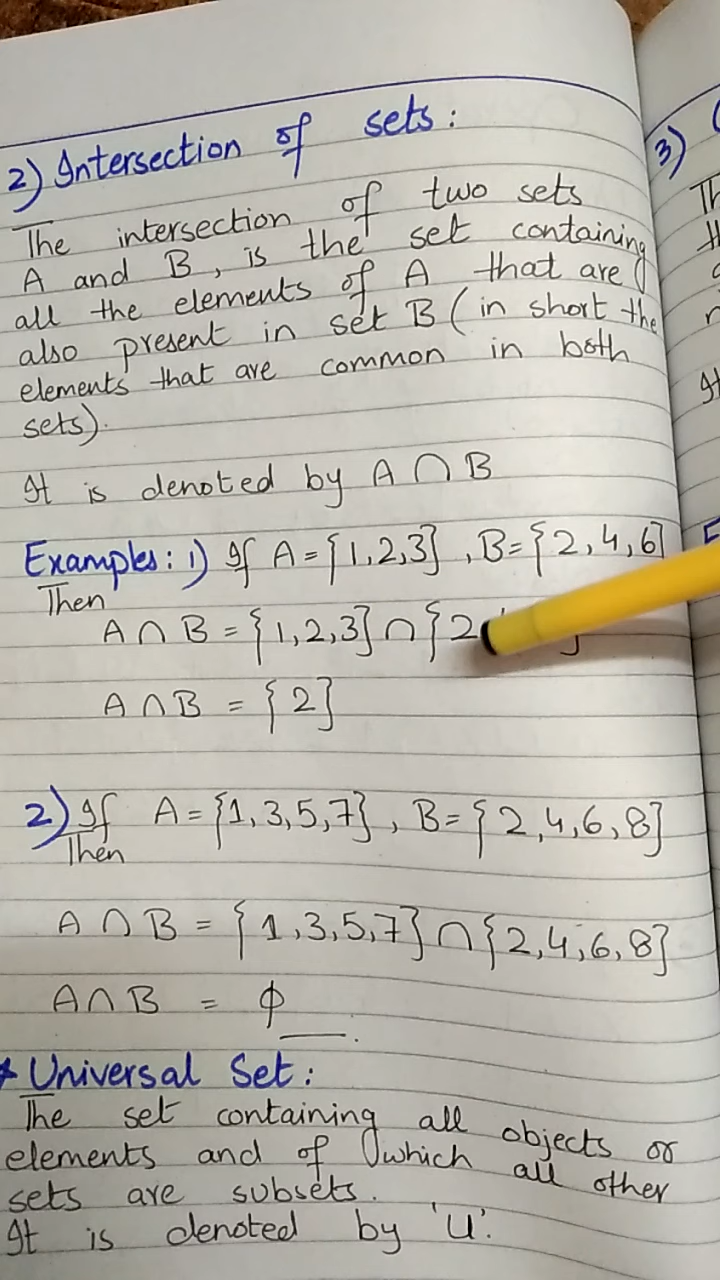 2) Intersection of sets:
The intersection of two sets
A and B, is the set containing
all the elements of A that are
also present in set B (in short the
elements that are common in both
sets).
It is denoted by A ∩ B
Examples: 1) If A = {1,2,3} , B = {2,4,6}
Then
A ∩ B = {1,2,3} ∩ {2
A ∩ B = {2}
2) If A = {1,3,5,7} , B = {2,4,6,8}
Then
A ∩ B = {1,3,5,7} ∩ {2,4,6,8}
A ∩ B = ϕ
* Universal Set:
The set containing all objects or
elements and of which all other
sets are subsets.
It is denoted by 'U'.
3)